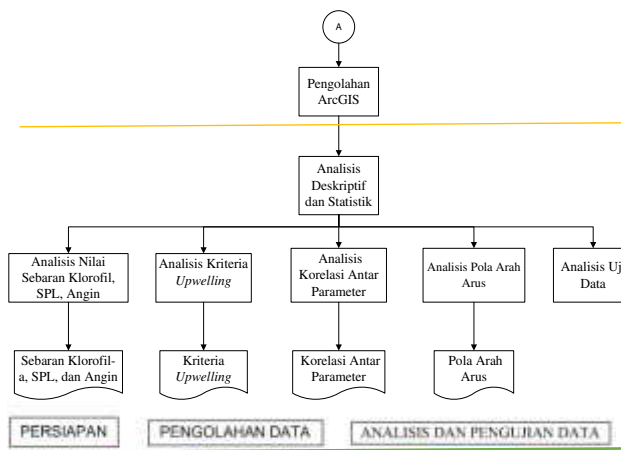 A
Pengolahan
ArcGIS
Analisis
Deskriptif
dan Statistik
Analisis Nilai
Sebaran Klorofil,
SPL, Angin
Analisis Kriteria
Upwelling
Analisis
Korelasi Antar
Parameter
Analisis Pola Arah
Arus
Analisis Uj
Data
Sebaran Klorofil-
a, SPL, dan Angin
Kriteria
Upwelling
Korelasi Antar
Parameter
Pola Arah
Arus
PERSIAPAN
PENGOLAHAN DATA
ANALISIS DAN PENGUJIAN DATA